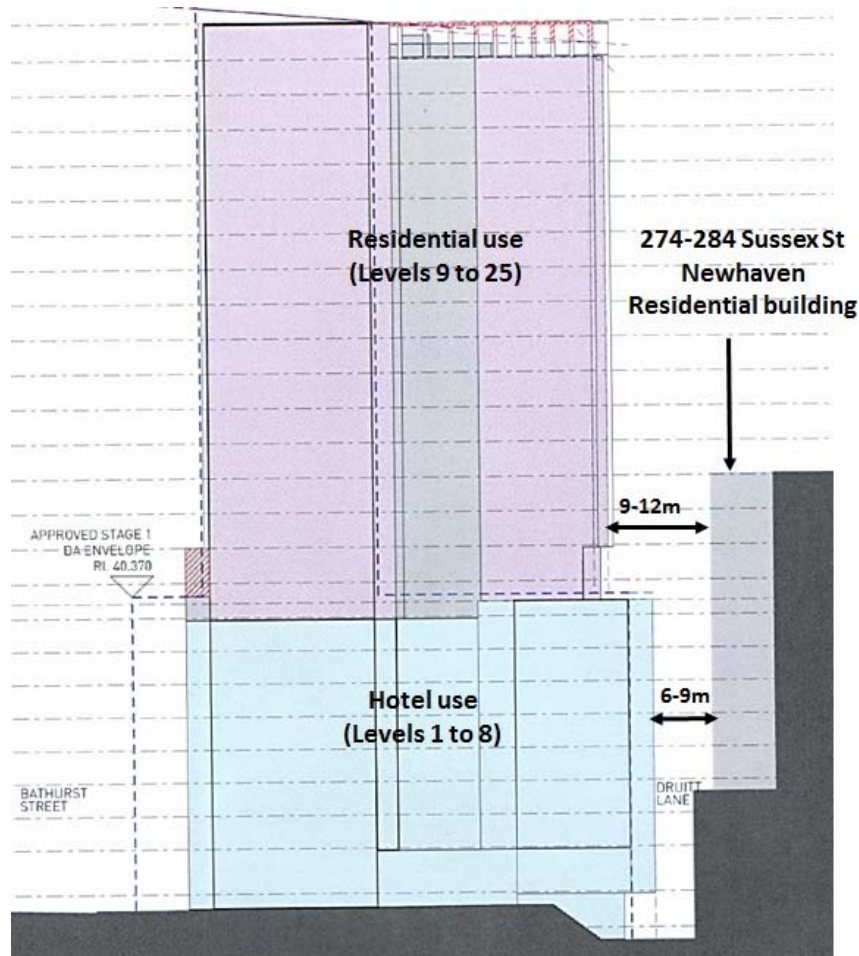 Residential use
(Levels 9 to 25)
274-284 Sussex St
Newhaven
Residential building
9-12m
APPROVED STAGE 1
DA ENVELOPE
RL 40.370
Hotel use
(Levels 1 to 8)
6-9m
BATHURST
STREET
DRUITT
LANE